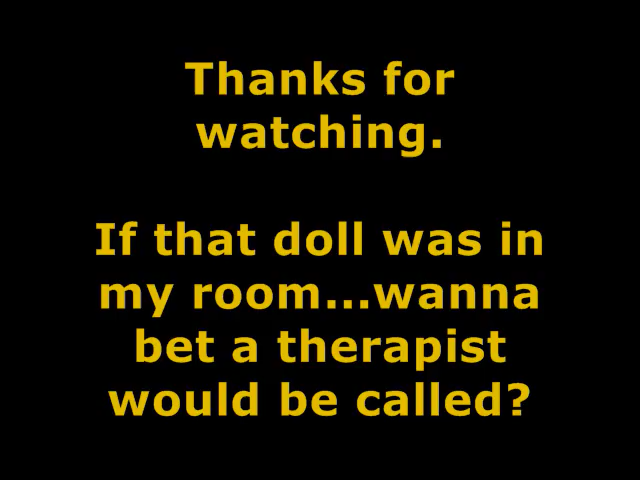 Thanks for
watching.
If that doll was in
my room...wanna
bet a therapist
would be called?